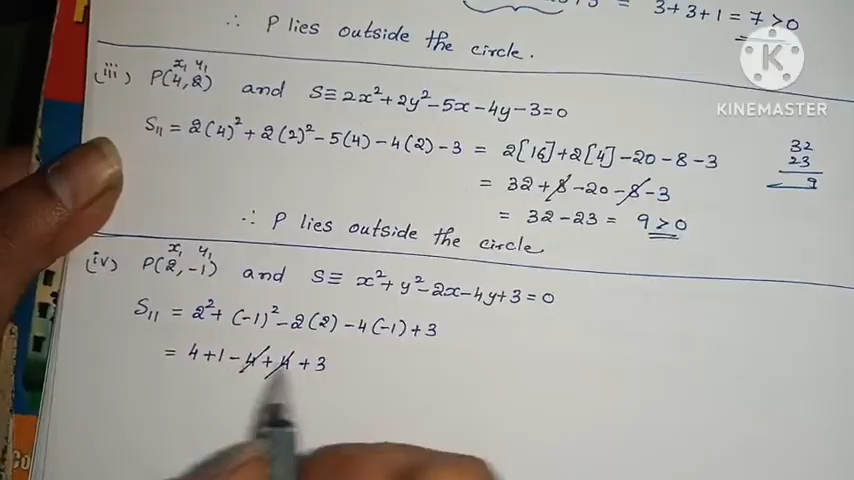 3 = 3+3+1 = 7 > 0
∴ P lies outside the circle.
K
KINEMASTER
x₁ y₁
(iii) P(4, 2) and S ≡ 2x² + 2y² - 5x - 4y - 3 = 0
S₁₁ = 2(4)² + 2(2)² - 5(4) - 4(2) - 3 = 2[16] + 2[4] - 20 - 8 - 3
32
23
9
= 32 + 8 - 20 - 8 - 3
= 32 - 23 = 9 > 0
∴ P lies outside the circle
x₁ y₁
(iv) P(2, -1) and S ≡ x² + y² - 2x - 4y + 3 = 0
S₁₁ = 2² + (-1)² - 2(2) - 4(-1) + 3
= 4 + 1 - 4 + 4 + 3
Co